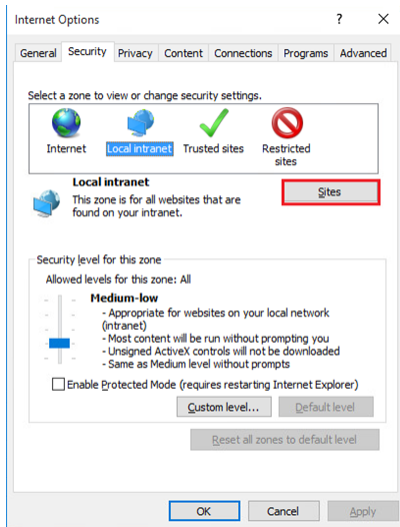 Internet Options ? X
General Security Privacy Content Connections Programs Advanced
Select a zone to view or change security settings.
Internet Local intranet Trusted sites Restricted
sites
Local intranet
This zone is for all websites that are
found on your intranet.
Sites
Security level for this zone
Allowed levels for this zone: All
Medium-low
- Appropriate for websites on your local network
(intranet)
- Most content will be run without prompting you
- Unsigned ActiveX controls will not be downloaded
- Same as Medium level without prompts
Enable Protected Mode (requires restarting Internet Explorer)
Custom level... Default level
Reset all zones to default level
OK Cancel Apply